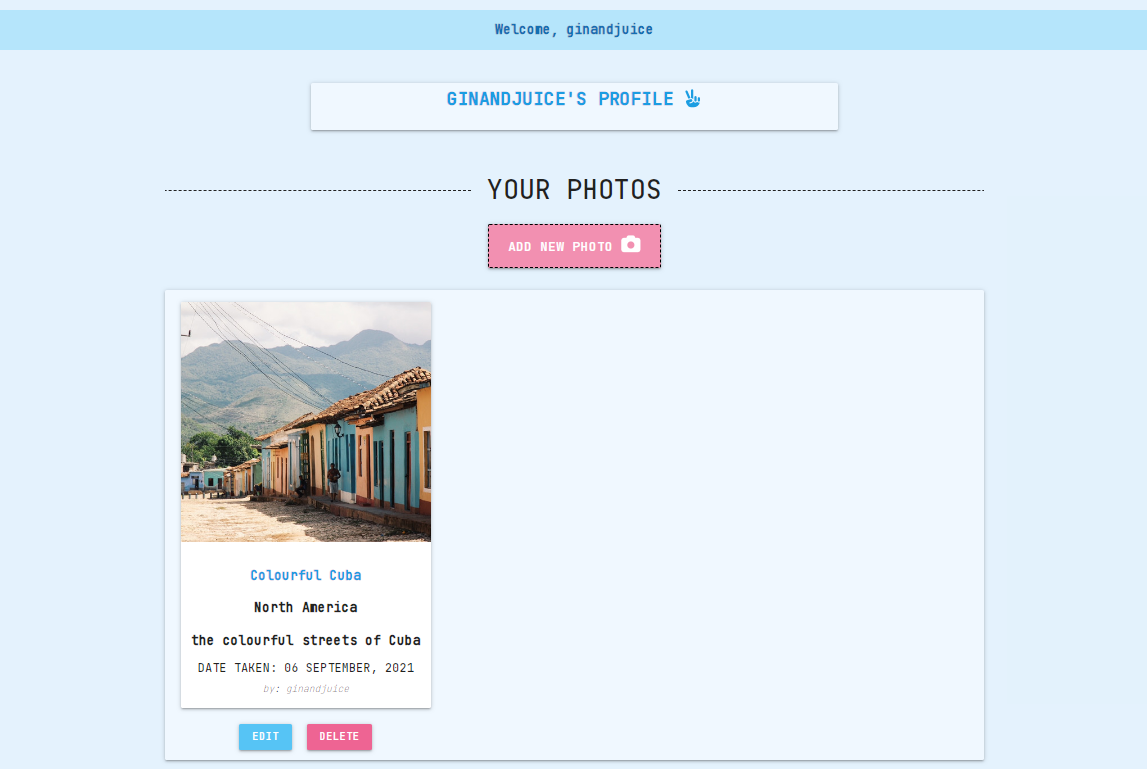 Welcome, ginandjuice
GINANDJUICE'S PROFILE
YOUR PHOTOS
ADD NEW PHOTO
Colourful Cuba
North America
the colourful streets of Cuba
DATE TAKEN: 06 SEPTEMBER, 2021
by: ginandjuice
EDIT
DELETE